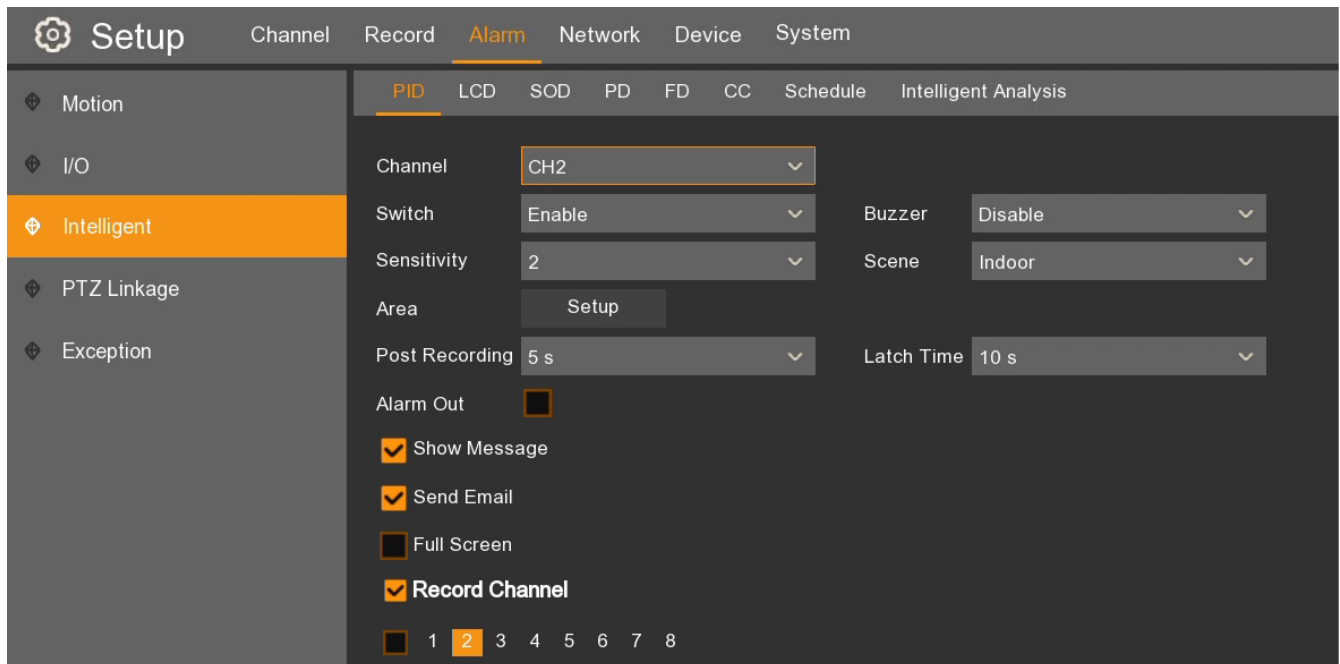 Setup Channel Record Alarm Network Device System
Motion
I/O
Intelligent
PTZ Linkage
Exception
PID LCD SOD PD FD CC Schedule Intelligent Analysis
Channel CH2
Switch Enable Buzzer Disable
Sensitivity 2 Scene Indoor
Area Setup
Post Recording 5 s Latch Time 10 s
Alarm Out
Show Message
Send Email
Full Screen
Record Channel
1 2 3 4 5 6 7 8